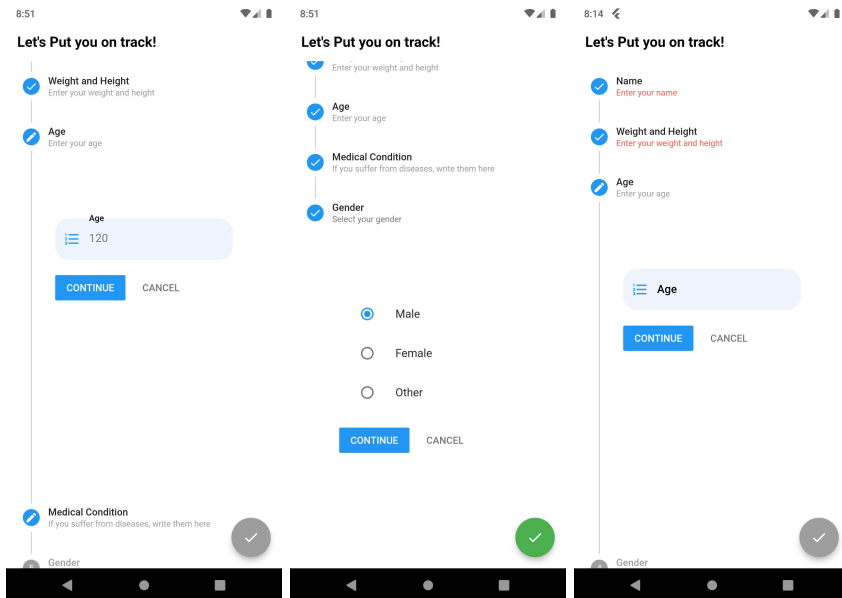 8:51
Let's Put you on track!
Weight and Height
Enter your weight and height
Age
Enter your age
Age
120
CONTINUE CANCEL
Medical Condition
If you suffer from diseases, write them here
5 Gender
8:51
Let's Put you on track!
Enter your weight and height
Age
Enter your age
Medical Condition
If you suffer from diseases, write them here
Gender
Select your gender
Male
Female
Other
CONTINUE CANCEL
8:14
Let's Put you on track!
Name
Enter your name
Weight and Height
Enter your weight and height
Age
Enter your age
Age
CONTINUE CANCEL
4 Gender